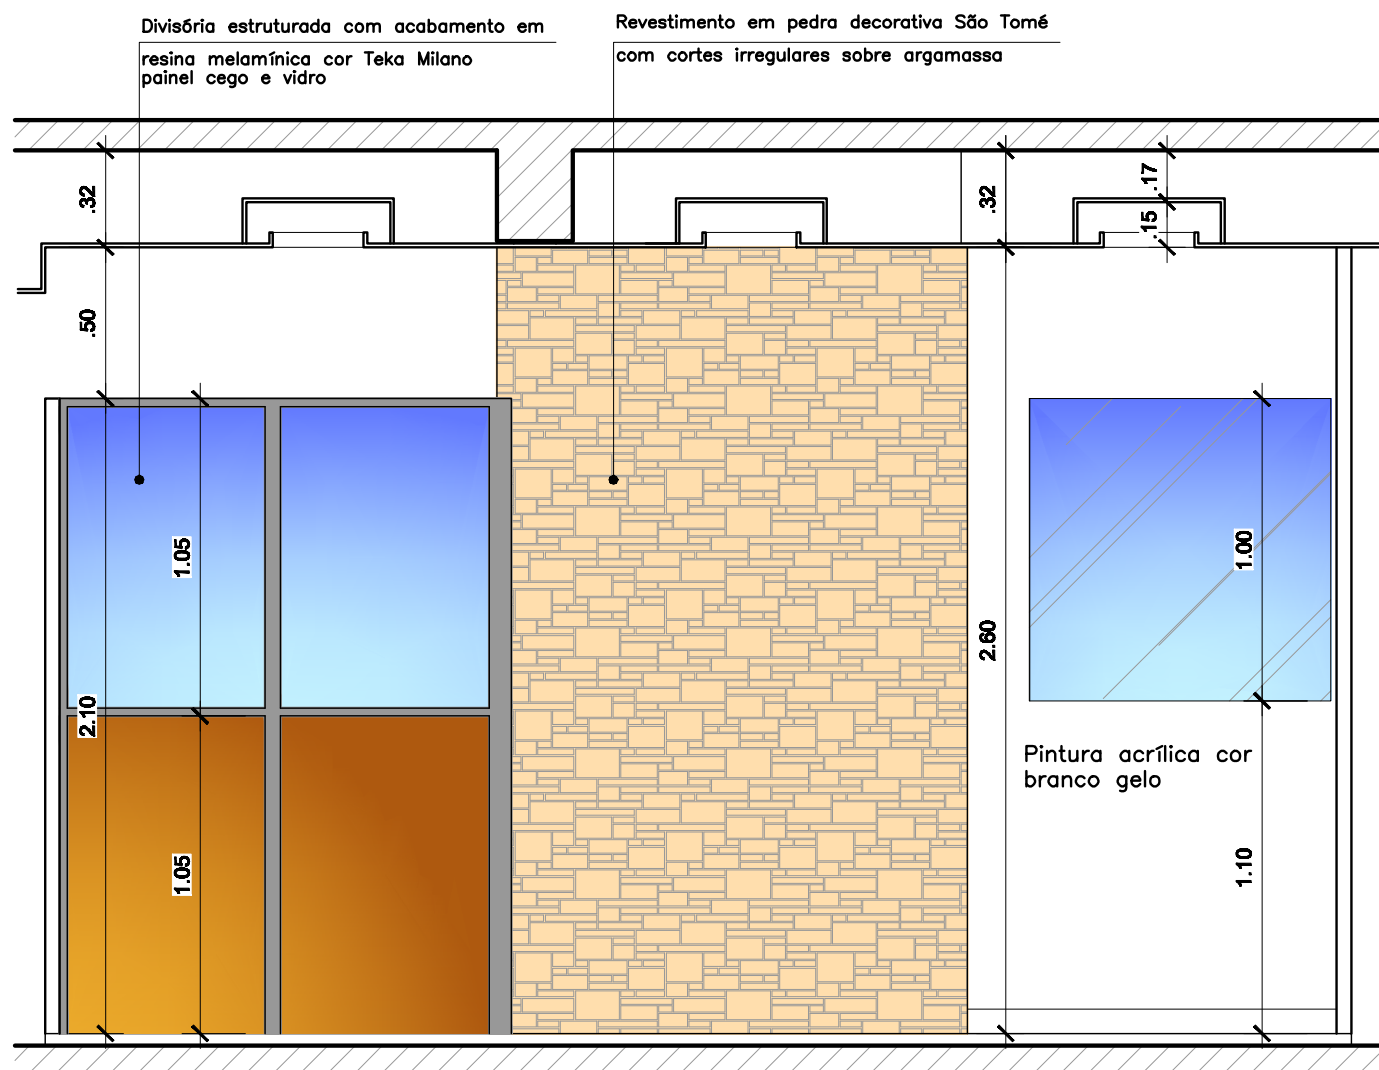 Divisória estruturada com acabamento em
resina melamínica cor Teka Milano
painel cego e vidro
Revestimento em pedra decorativa São Tomé
com cortes irregulares sobre argamassa
.32
.32
.17
.15
.50
1.05
1.00
2.60
2.10
Pintura acrílica cor
branco gelo
1.05
1.10